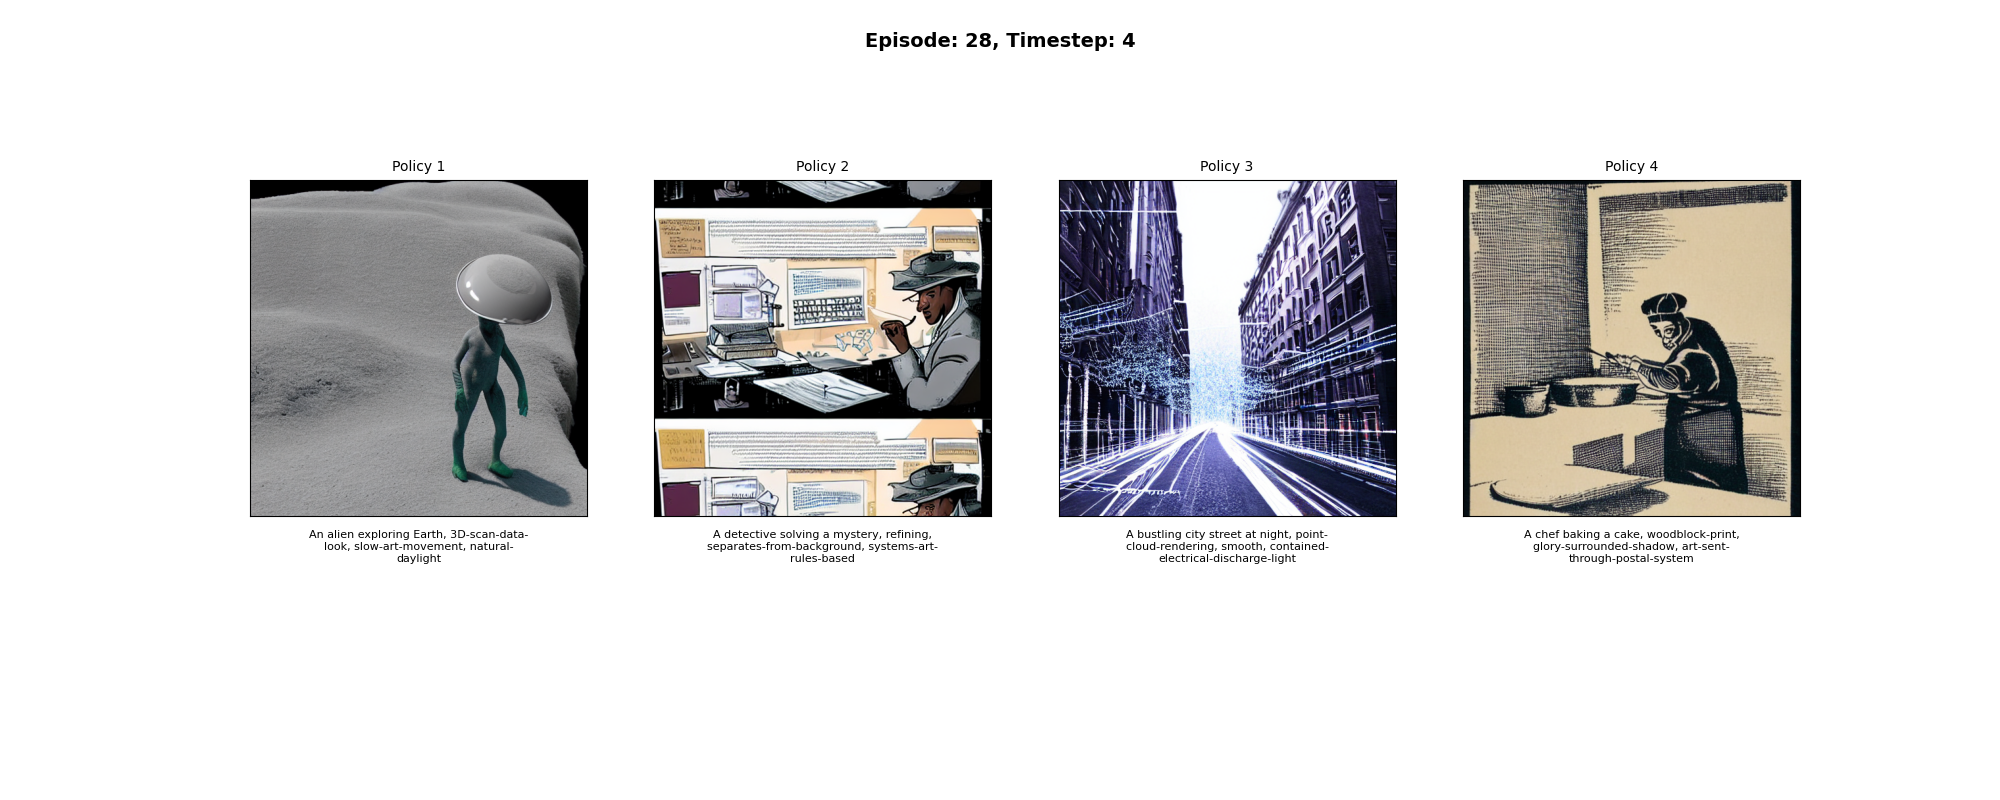 Episode: 28, Timestep: 4
Policy 1
Policy 2
Policy 3
Policy 4
An alien exploring Earth, 3D-scan-data-
look, slow-art-movement, natural-
daylight
A detective solving a mystery, refining,
separates-from-background, systems-art-
rules-based
A bustling city street at night, point-
cloud-rendering, smooth, contained-
electrical-discharge-light
A chef baking a cake, woodblock-print,
glory-surrounded-shadow, art-sent-
through-postal-system